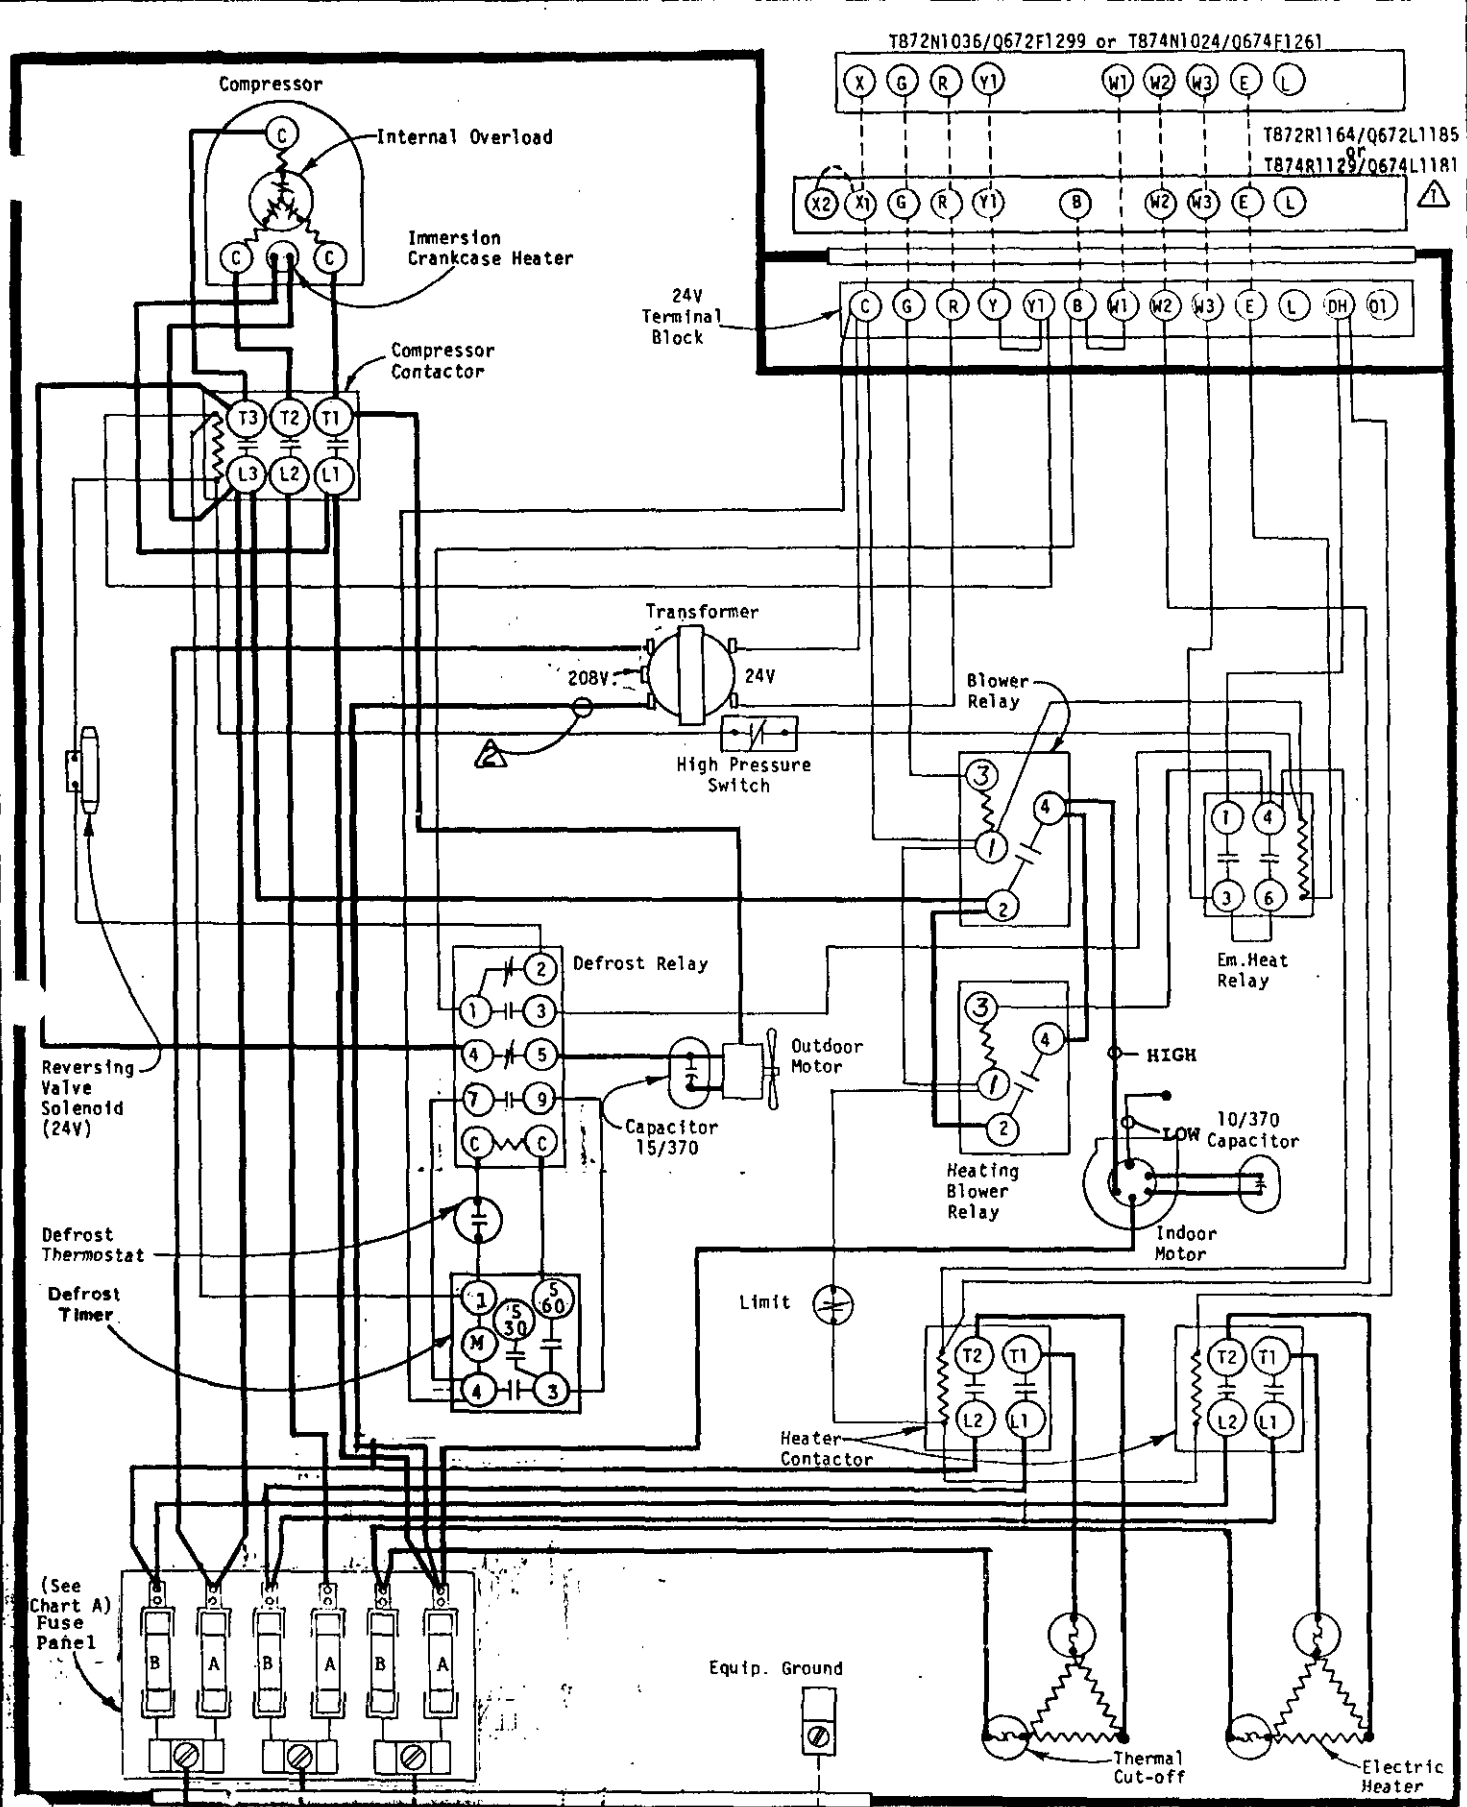 T872N1036/Q672F1299 or T874N1024/Q674F1261
X G R Y1 W1 W2 W3 E L
T872R1164/Q672L1185
or
T874R1129/Q674L1181
X2 X1 G R Y1 B W2 W3 E L
1
Compressor
C
Internal Overload
C C
Immersion
Crankcase Heater
24V
Terminal
Block
C G R Y Y1 B W1 W2 W3 E L DH O1
Compressor
Contactor
T3 T2 T1
L3 L2 L1
Transformer
208V.
24V
2
High Pressure
Switch
Blower
Relay
3
4
1
2
1 4
3 6
Em.Heat
Relay
Defrost Relay
2
1 3
4 5
7 9
C C
Reversing
Valve
Solenoid
(24V)
Outdoor
Motor
Capacitor
15/370
3
4
1
2
Heating
Blower
Relay
HIGH
LOW
10/370
Capacitor
Indoor
Motor
Defrost
Thermostat
Defrost
Timer
1
S
30
S
60
M
4 3
Limit
T2 T1
L2 L1
T2 T1
L2 L1
Heater
Contactor
(See
Chart A)
Fuse
Panel
B A B A B A
Equip. Ground
Thermal
Cut-off
Electric
Heater